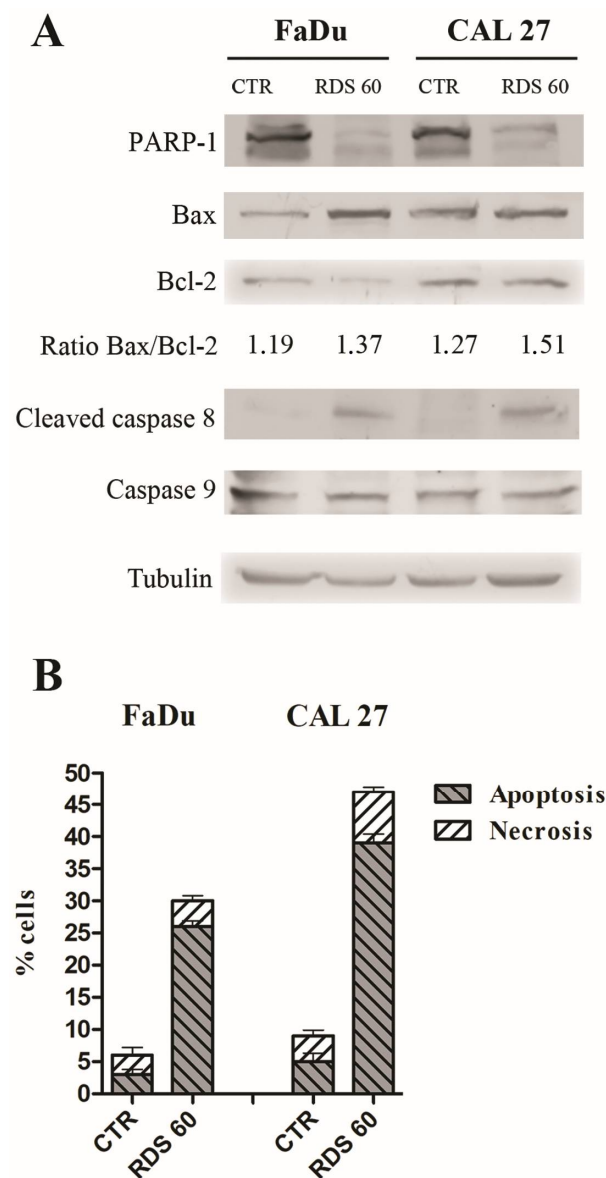 A
FaDu CAL 27
CTR RDS 60 CTR RDS 60
PARP-1
Bax
Bcl-2
Ratio Bax/Bcl-2 1.19 1.37 1.27 1.51
Cleaved caspase 8
Caspase 9
Tubulin
B
FaDu CAL 27
50
45
40
35
30
25
20
15
10
5
0
% cells
Apoptosis
Necrosis
CTR RDS 60 CTR RDS 60